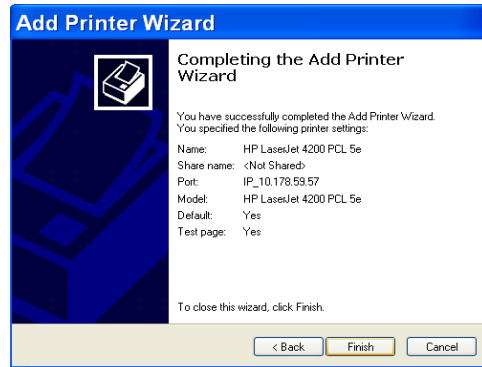 Add Printer Wizard
Completing the Add Printer
Wizard
You have successfully completed the Add Printer Wizard.
You specified the following printer settings:
Name: HP LaserJet 4200 PCL 5e
Share name: <Not Shared>
Port: IP_10.178.59.57
Model: HP LaserJet 4200 PCL 5e
Default: Yes
Test page: Yes
To close this wizard, click Finish.
< Back Finish Cancel